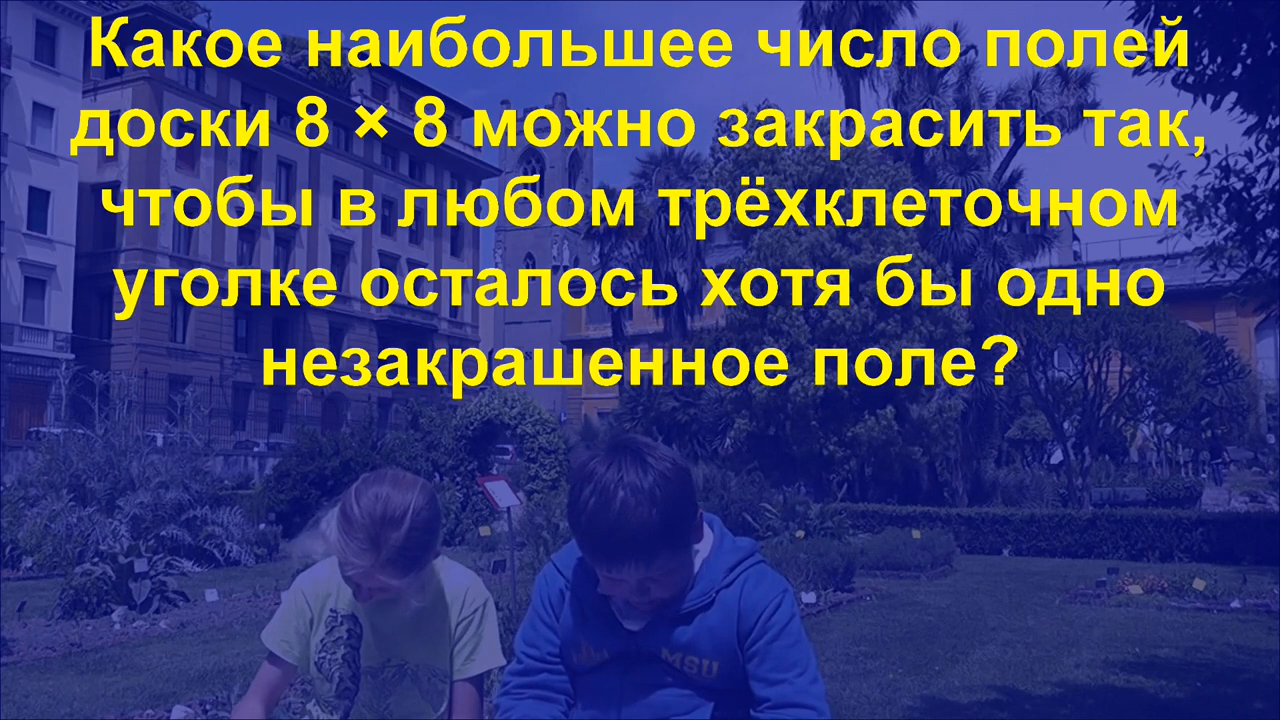 Какое наибольшее число полей
доски 8 × 8 можно закрасить так,
чтобы в любом трёхклеточном
уголке осталось хотя бы одно
незакрашенное поле?
MSU